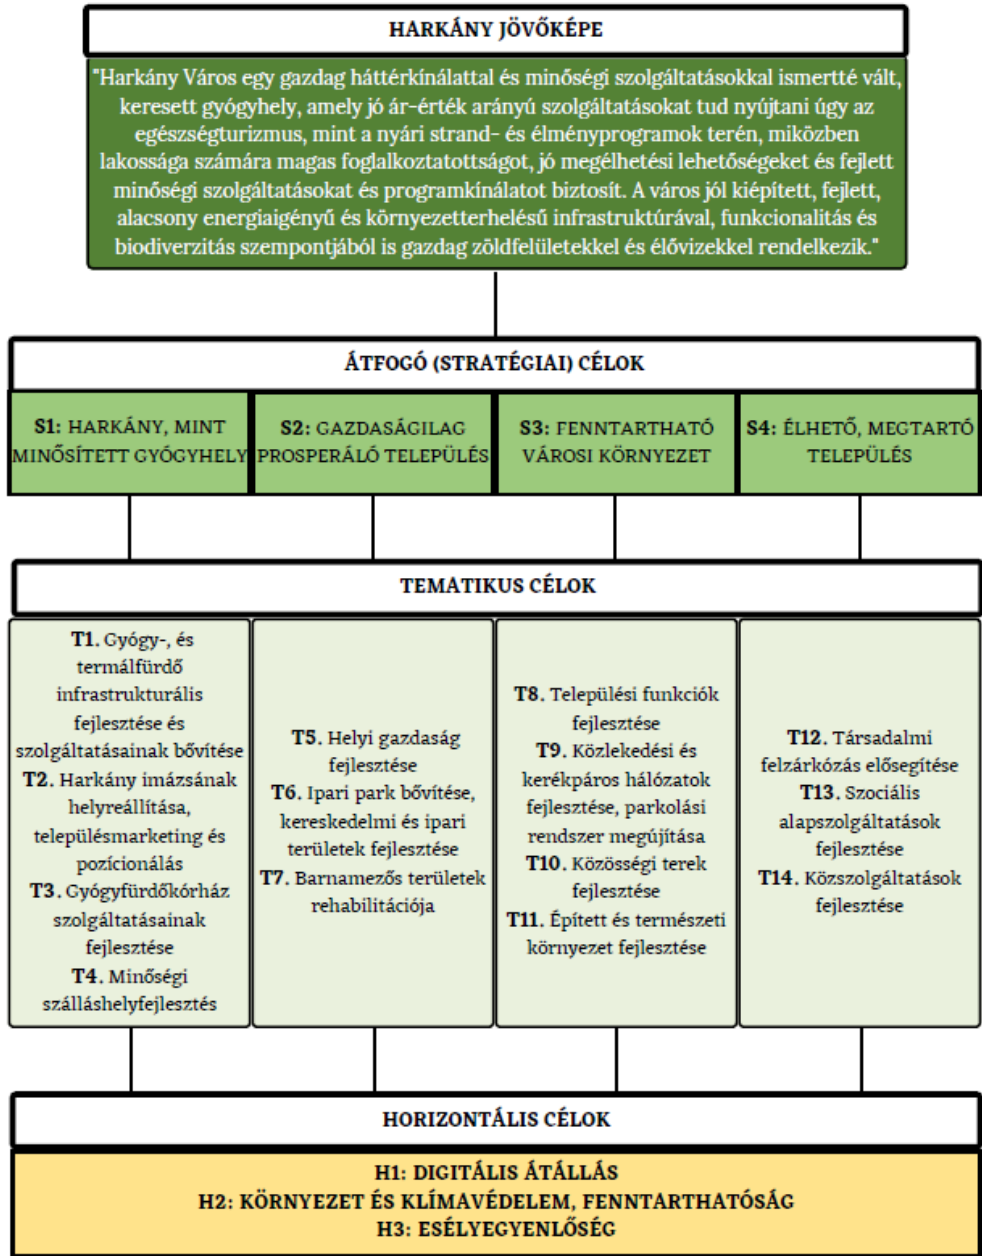 HARKÁNY JÖVŐKÉPE
"Harkány Város egy gazdag háttérkínálattal és minőségi szolgáltatásokkal ismertté vált,
keresett gyógyhely, amely jó ár-érték arányú szolgáltatásokat tud nyújtani úgy az
egészségturizmus, mint a nyári strand- és élményprogramok terén, miközben
lakossága számára magas foglalkoztatottságot, jó megélhetési lehetőségeket és fejlett
minőségi szolgáltatásokat és programkínálatot biztosít. A város jól kiépített, fejlett,
alacsony energiaigényű és környezetterhelésű infrastruktúrával, funkcionalitás és
biodiverzitás szempontjából is gazdag zöldfelületekkel és élővizekkel rendelkezik."
ÁTFOGÓ (STRATÉGIAI) CÉLOK
S1: HARKÁNY, MINT
MINŐSÍTETT GYÓGYHELY
S2: GAZDASÁGILAG
PROSPERÁLÓ TELEPÜLÉS
S3: FENNTARTHATÓ
VÁROSI KÖRNYEZET
S4: ÉLHETŐ, MEGTARTÓ
TELEPÜLÉS
TEMATIKUS CÉLOK
T1. Gyógy-, és
termálfürdő
infrastrukturális
fejlesztése és
szolgáltatásainak bővítése
T2. Harkány imázsának
helyreállítása,
településmarketing és
pozícionálás
T3. Gyógyfürdőkórház
szolgáltatásainak
fejlesztése
T4. Minőségi
szálláshelyfejlesztés
T5. Helyi gazdaság
fejlesztése
T6. Ipari park bővítése,
kereskedelmi és ipari
területek fejlesztése
T7. Barnamezős területek
rehabilitációja
T8. Települési funkciók
fejlesztése
T9. Közlekedési és
kerékpáros hálózatok
fejlesztése, parkolási
rendszer megújítása
T10. Közösségi terek
fejlesztése
T11. Épített és természeti
környezet fejlesztése
T12. Társadalmi
felzárkózás elősegítése
T13. Szociális
alapszolgáltatások
fejlesztése
T14. Közszolgáltatások
fejlesztése
HORIZONTÁLIS CÉLOK
H1: DIGITÁLIS ÁTÁLLÁS
H2: KÖRNYEZET ÉS KLÍMAVÉDELEM, FENNTARTHATÓSÁG
H3: ESÉLYEGYENLŐSÉG